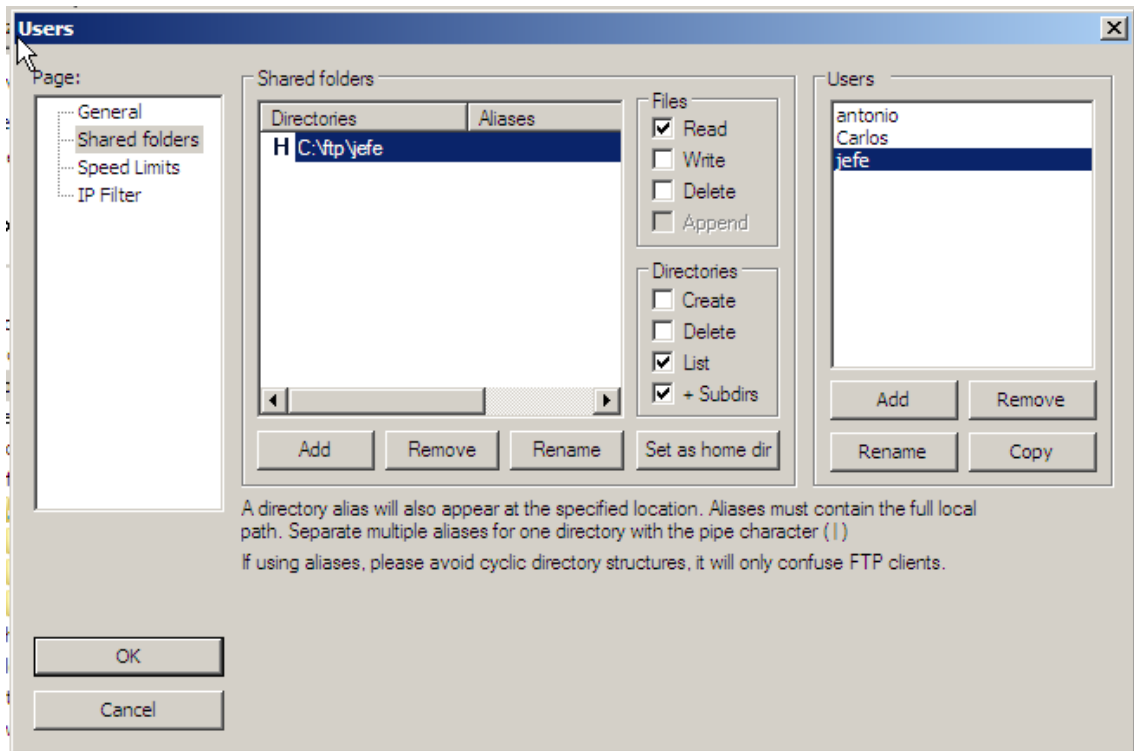 Users
Page:
General
Shared folders
Speed Limits
IP Filter
Shared folders
Directories Aliases
H C:\ftp\jefe
Add Remove Rename Set as home dir
Files
Read
Write
Delete
Append
Directories
Create
Delete
List
+ Subdirs
Users
antonio
Carlos
jefe
Add Remove
Rename Copy
A directory alias will also appear at the specified location. Aliases must contain the full local
path. Separate multiple aliases for one directory with the pipe character (|)
If using aliases, please avoid cyclic directory structures, it will only confuse FTP clients.
OK
Cancel